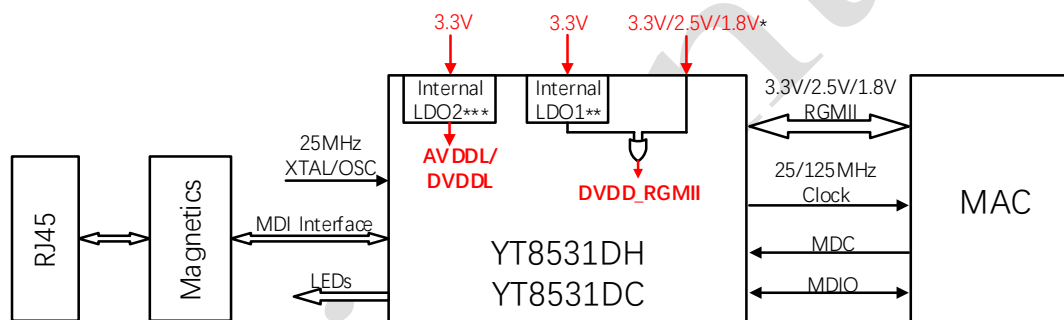 3.3V
3.3V
3.3V/2.5V/1.8V*
Internal
LDO2***
Internal
LDO1**
3.3V/2.5V/1.8V
RGMII
25MHz
XTAL/OSC
AVDDL/
DVDDL
DVDD_RGMII
25/125MHz
Clock
RJ45
Magnetics
MDI Interface
YT8531DH
YT8531DC
MAC
MDC
LEDs
MDIO